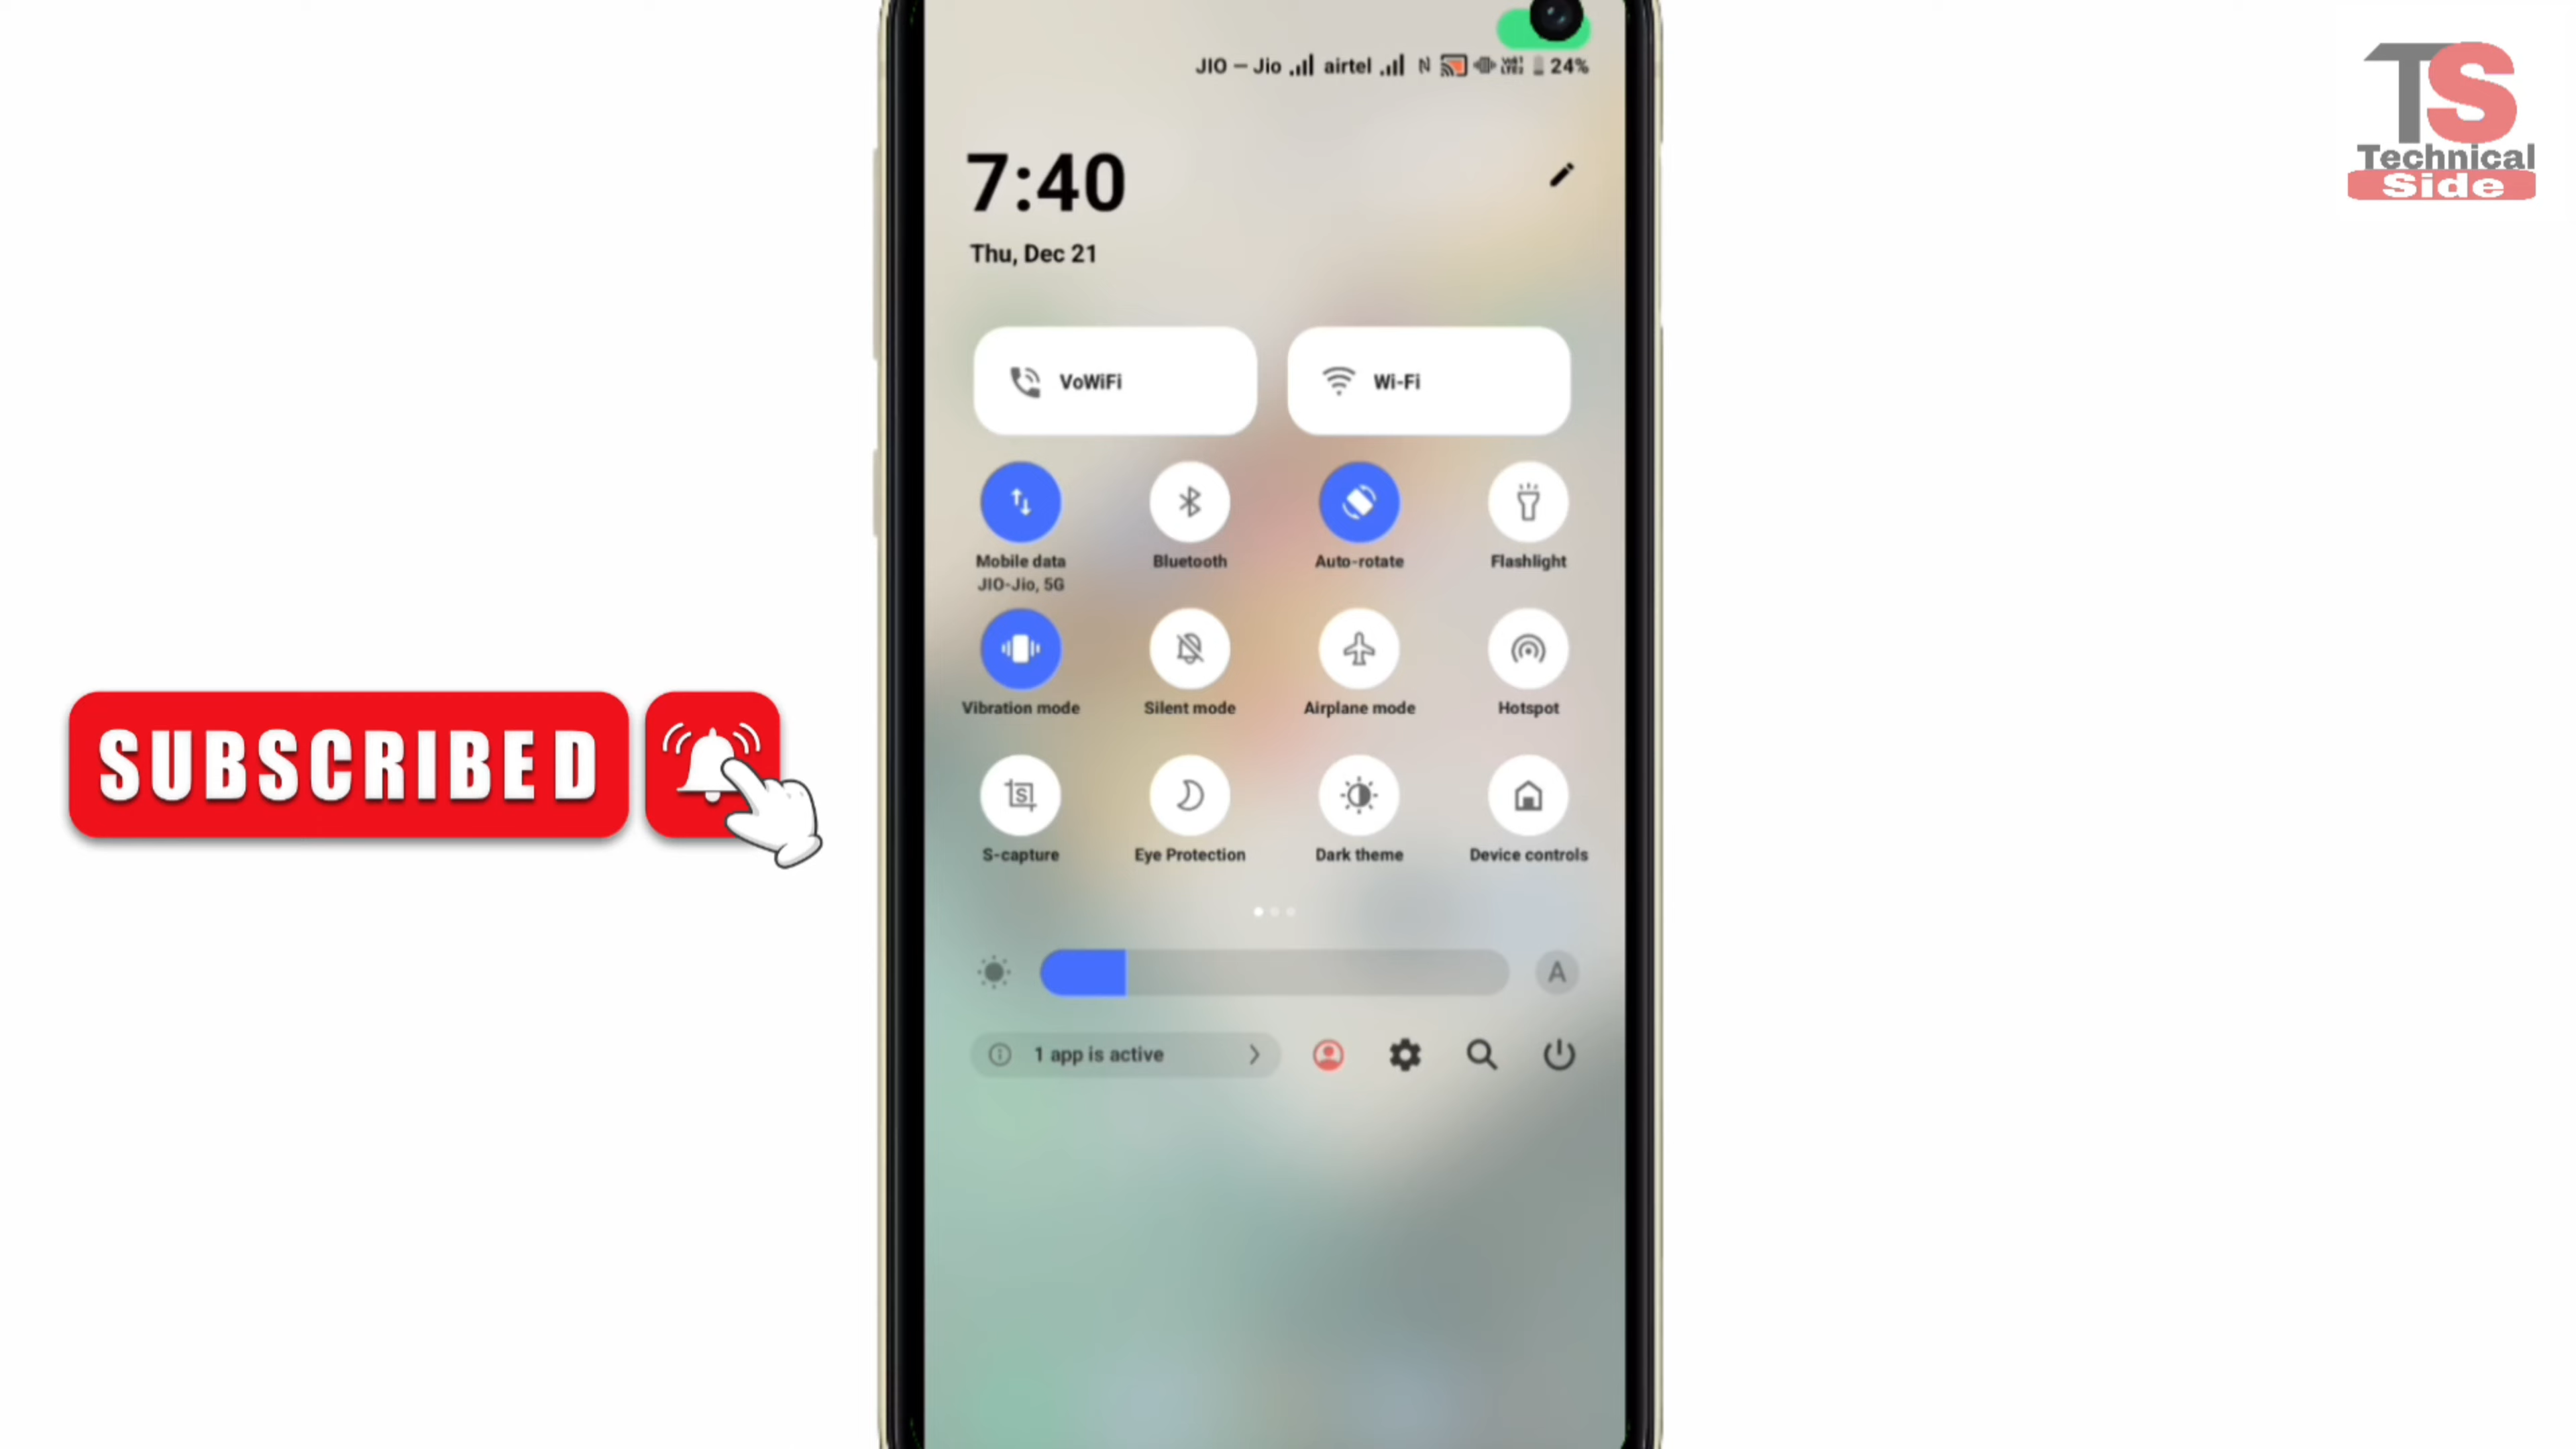 JIO — Jio airtel 24%
TS
Technical
Side
7:40
Thu, Dec 21
VoWiFi
Wi-Fi
Mobile data
JIO-Jio, 5G
Bluetooth
Auto-rotate
Flashlight
Vibration mode
Silent mode
Airplane mode
Hotspot
SUBSCRIBED
S-capture
Eye Protection
Dark theme
Device controls
A
1 app is active